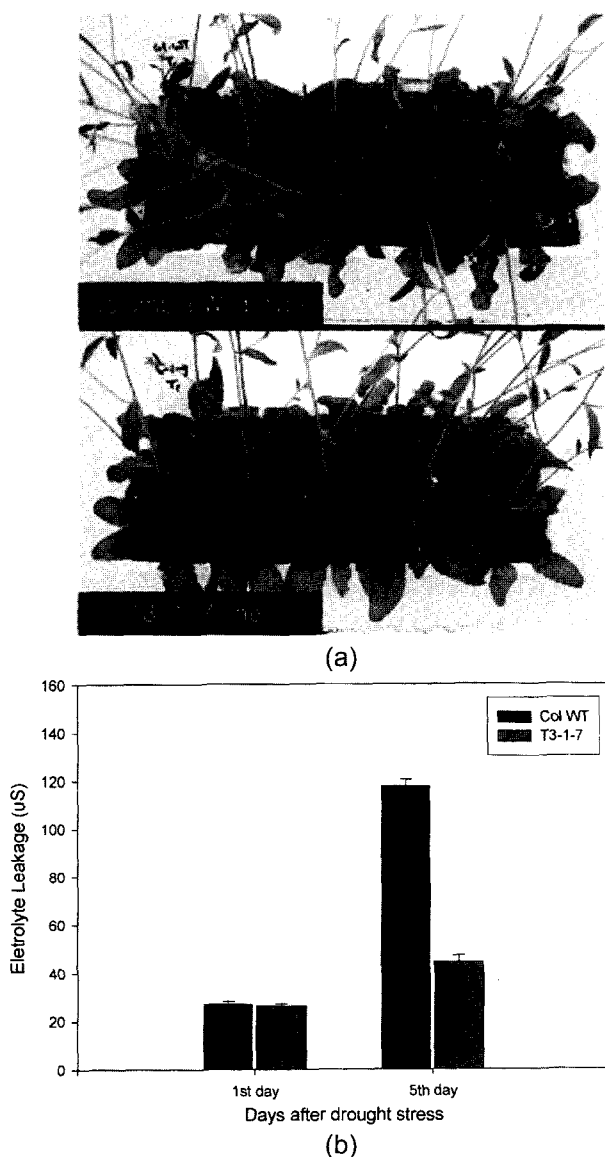 (a)
160
140
120
100
80
60
40
20
0
Eletrolyte Leakage (uS)
Col WT
T3-1-7
1st day
5th day
Days after drought stress
(b)